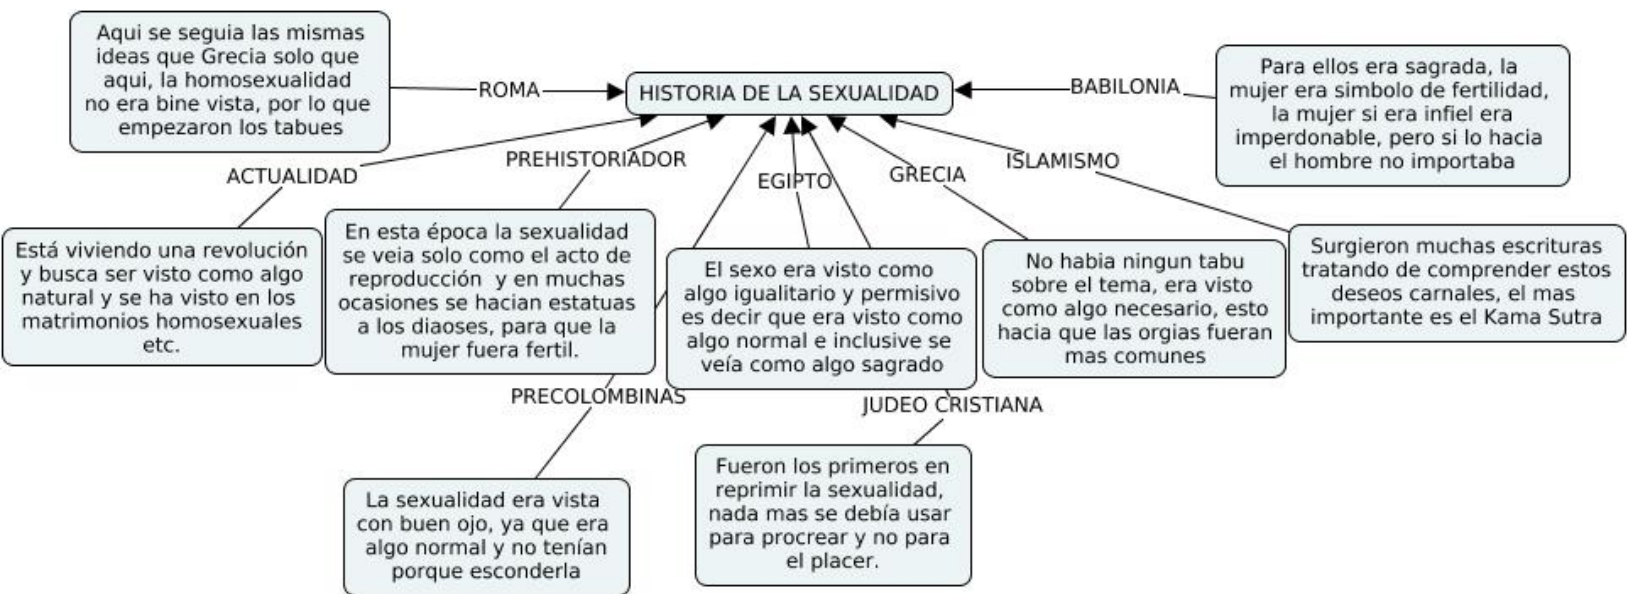 Aqui se seguia las mismas
ideas que Grecia solo que
aqui, la homosexualidad
no era bine vista, por lo que
empezaron los tabues
ROMA
HISTORIA DE LA SEXUALIDAD
BABILONIA
Para ellos era sagrada, la
mujer era simbolo de fertilidad,
la mujer si era infiel era
imperdonable, pero si lo hacia
el hombre no importaba
ACTUALIDAD
PREHISTORIADOR
EGIPTO
GRECIA
ISLAMISMO
Está viviendo una revolución
y busca ser visto como algo
natural y se ha visto en los
matrimonios homosexuales
etc.
En esta época la sexualidad
se veia solo como el acto de
reproducción y en muchas
ocasiones se hacian estatuas
a los diaoses, para que la
mujer fuera fertil.
El sexo era visto como
algo igualitario y permisivo
es decir que era visto como
algo normal e inclusive se
veía como algo sagrado
No habia ningun tabu
sobre el tema, era visto
como algo necesario, esto
hacia que las orgias fueran
mas comunes
Surgieron muchas escrituras
tratando de comprender estos
deseos carnales, el mas
importante es el Kama Sutra
PRECOLOMBINAS
JUDEO CRISTIANA
La sexualidad era vista
con buen ojo, ya que era
algo normal y no tenían
porque esconderla
Fueron los primeros en
reprimir la sexualidad,
nada mas se debía usar
para procrear y no para
el placer.